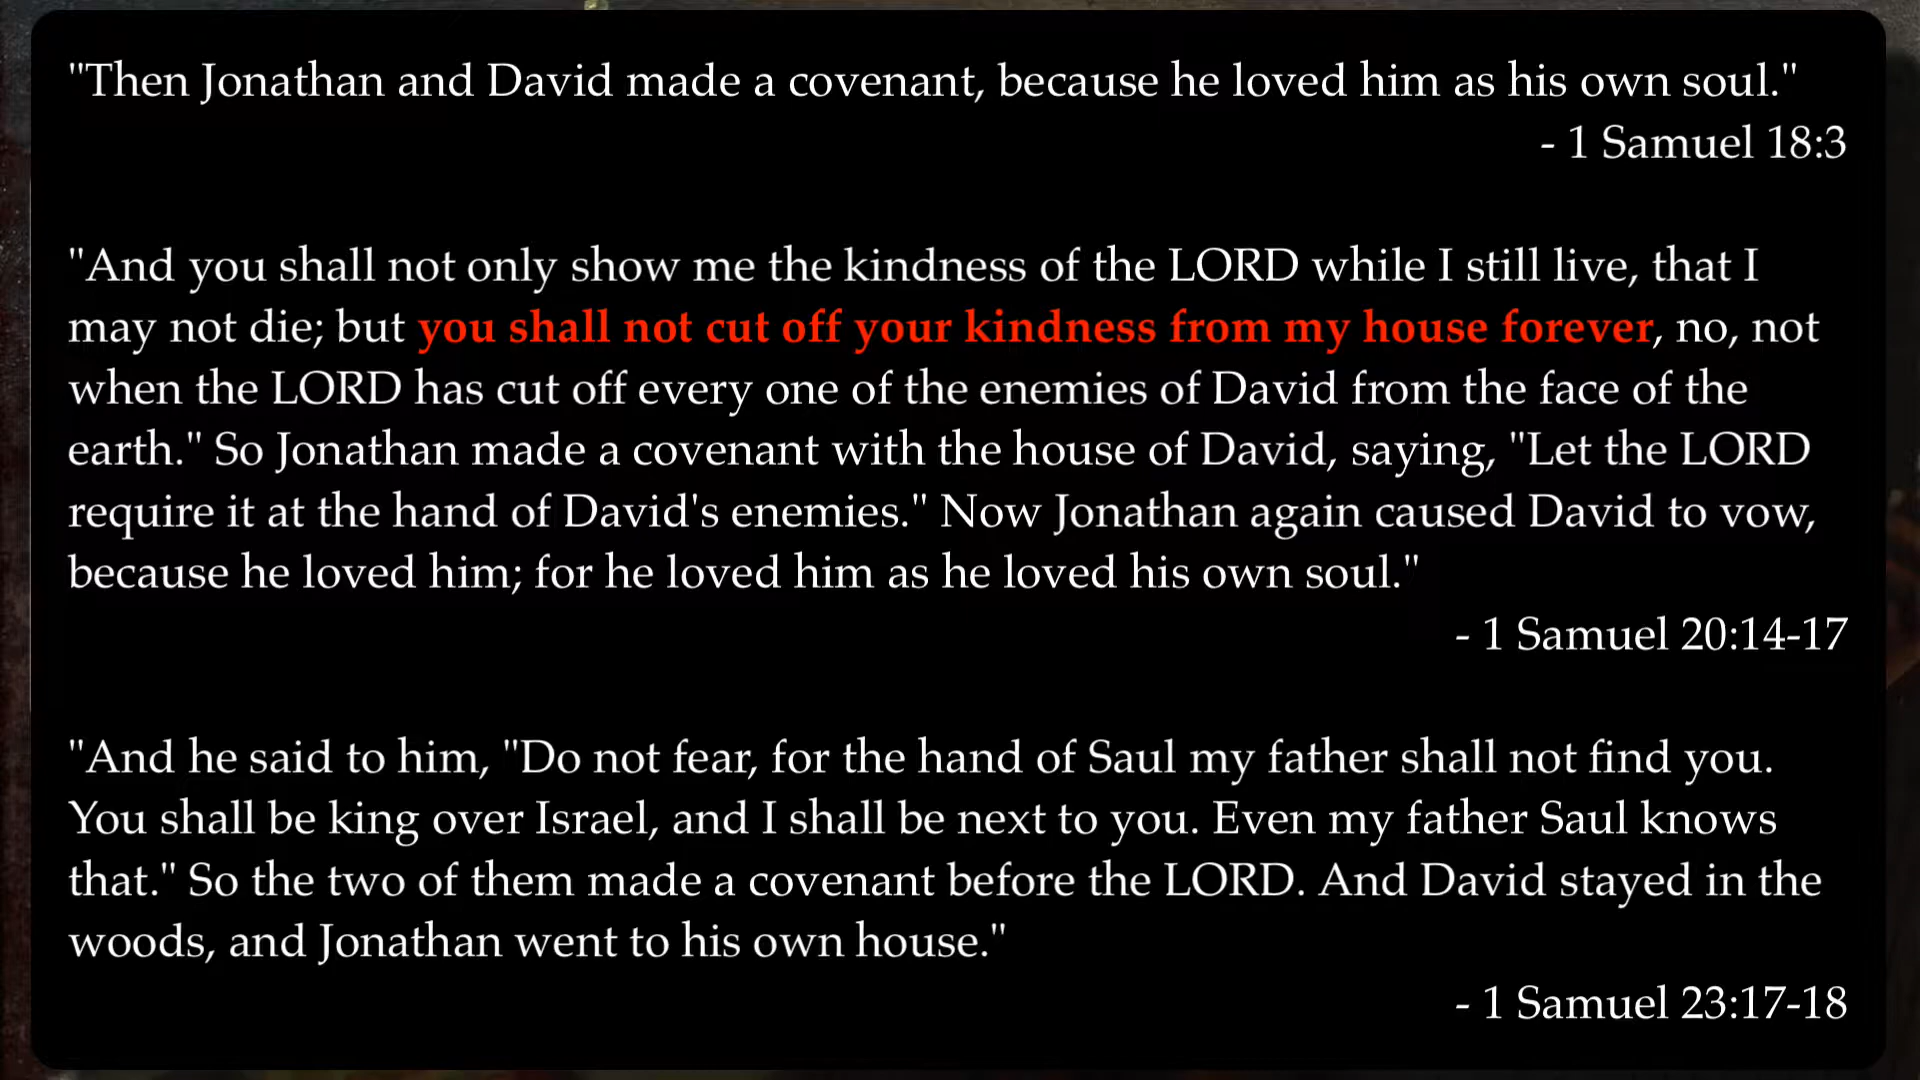 "Then Jonathan and David made a covenant, because he loved him as his own soul."
- 1 Samuel 18:3
"And you shall not only show me the kindness of the LORD while I still live, that I
may not die; but you shall not cut off your kindness from my house forever, no, not
when the LORD has cut off every one of the enemies of David from the face of the
earth." So Jonathan made a covenant with the house of David, saying, "Let the LORD
require it at the hand of David's enemies." Now Jonathan again caused David to vow,
because he loved him; for he loved him as he loved his own soul."
- 1 Samuel 20:14-17
"And he said to him, "Do not fear, for the hand of Saul my father shall not find you.
You shall be king over Israel, and I shall be next to you. Even my father Saul knows
that." So the two of them made a covenant before the LORD. And David stayed in the
woods, and Jonathan went to his own house."
- 1 Samuel 23:17-18